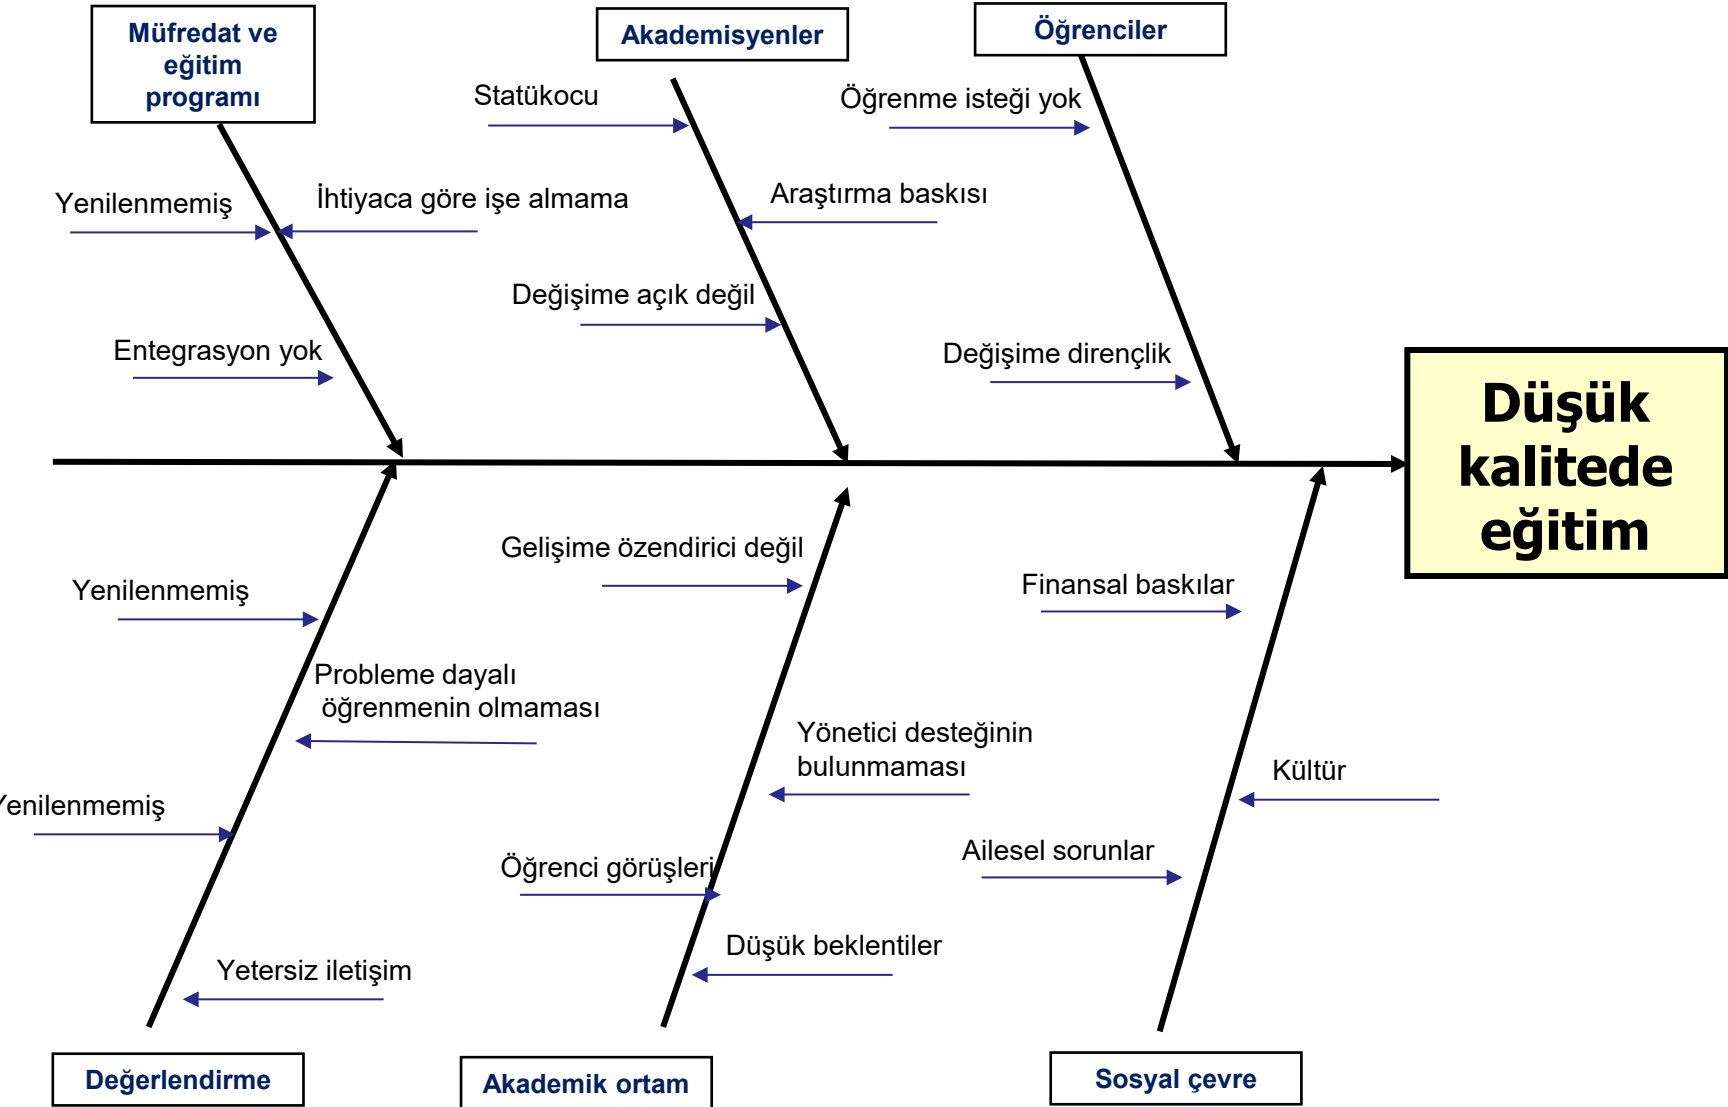 Müfredat ve
eğitim
programı
Akademisyenler
Öğrenciler
Statükocu
Öğrenme isteği yok
Yenilenmemiş
İhtiyaca göre işe almama
Araştırma baskısı
Değişime açık değil
Entegrasyon yok
Değişime dirençlik
Düşük
kalitede
eğitim
Gelişime özendirici değil
Yenilenmemiş
Finansal baskılar
Probleme dayalı
öğrenmenin olmaması
Yönetici desteğinin
bulunmaması
Kültür
Yenilenmemiş
Öğrenci görüşleri
Ailesel sorunlar
Düşük beklentiler
Yetersiz iletişim
Değerlendirme
Akademik ortam
Sosyal çevre